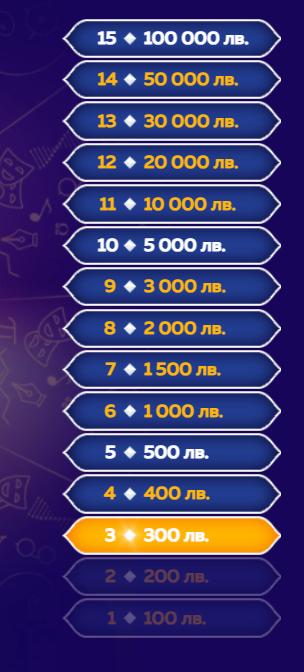 15 ◆ 100 000 лв.
14 ◆ 50 000 лв.
13 ◆ 30 000 лв.
12 ◆ 20 000 лв.
11 ◆ 10 000 лв.
10 ◆ 5 000 лв.
9 ◆ 3 000 лв.
8 ◆ 2 000 лв.
7 ◆ 1 500 лв.
6 ◆ 1 000 лв.
5 ◆ 500 лв.
4 ◆ 400 лв.
3 ◆ 300 лв.
2 ◆ 200 лв.
1 ◆ 100 лв.